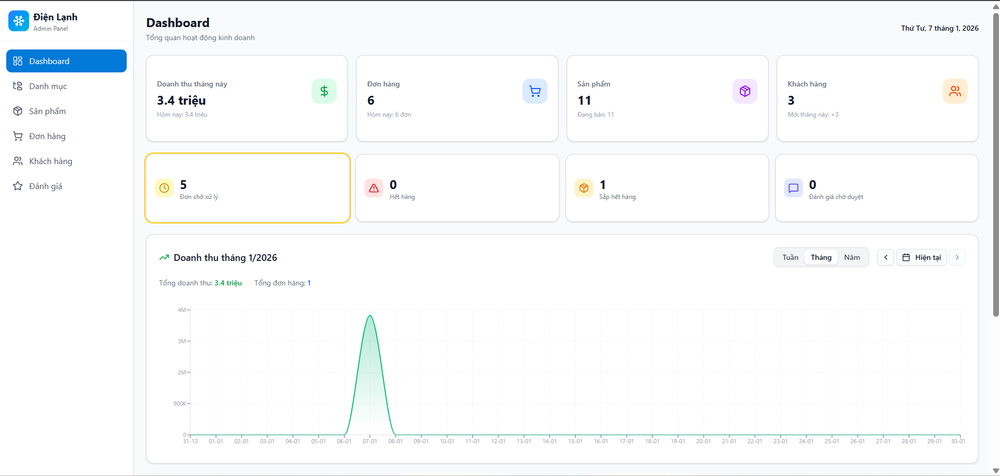 Điện Lạnh
Admin Panel
Dashboard
Danh mục
Sản phẩm
Đơn hàng
Khách hàng
Đánh giá
Dashboard
Tổng quan hoạt động kinh doanh
Thứ Tư, 7 tháng 1, 2026
Doanh thu tháng này
3.4 triệu
Hôm nay: 3.4 triệu
Đơn hàng
6
Hôm nay: 6 đơn
Sản phẩm
11
Đang bán: 11
Khách hàng
3
Mới tháng này: +3
5
Đơn chờ xử lý
0
Hết hàng
1
Sắp hết hàng
0
Đánh giá chờ duyệt
Doanh thu tháng 1/2026
Tuần Tháng Năm Hiện tại
Tổng doanh thu: 3.4 triệu Tổng đơn hàng: 1
4M
3M
2M
900K
0
31-12 01-01 02-01 03-01 04-01 05-01 06-01 07-01 08-01 09-01 10-01 11-01 12-01 13-01 14-01 15-01 16-01 17-01 18-01 19-01 20-01 21-01 22-01 23-01 24-01 25-01 26-01 27-01 28-01 29-01 30-01